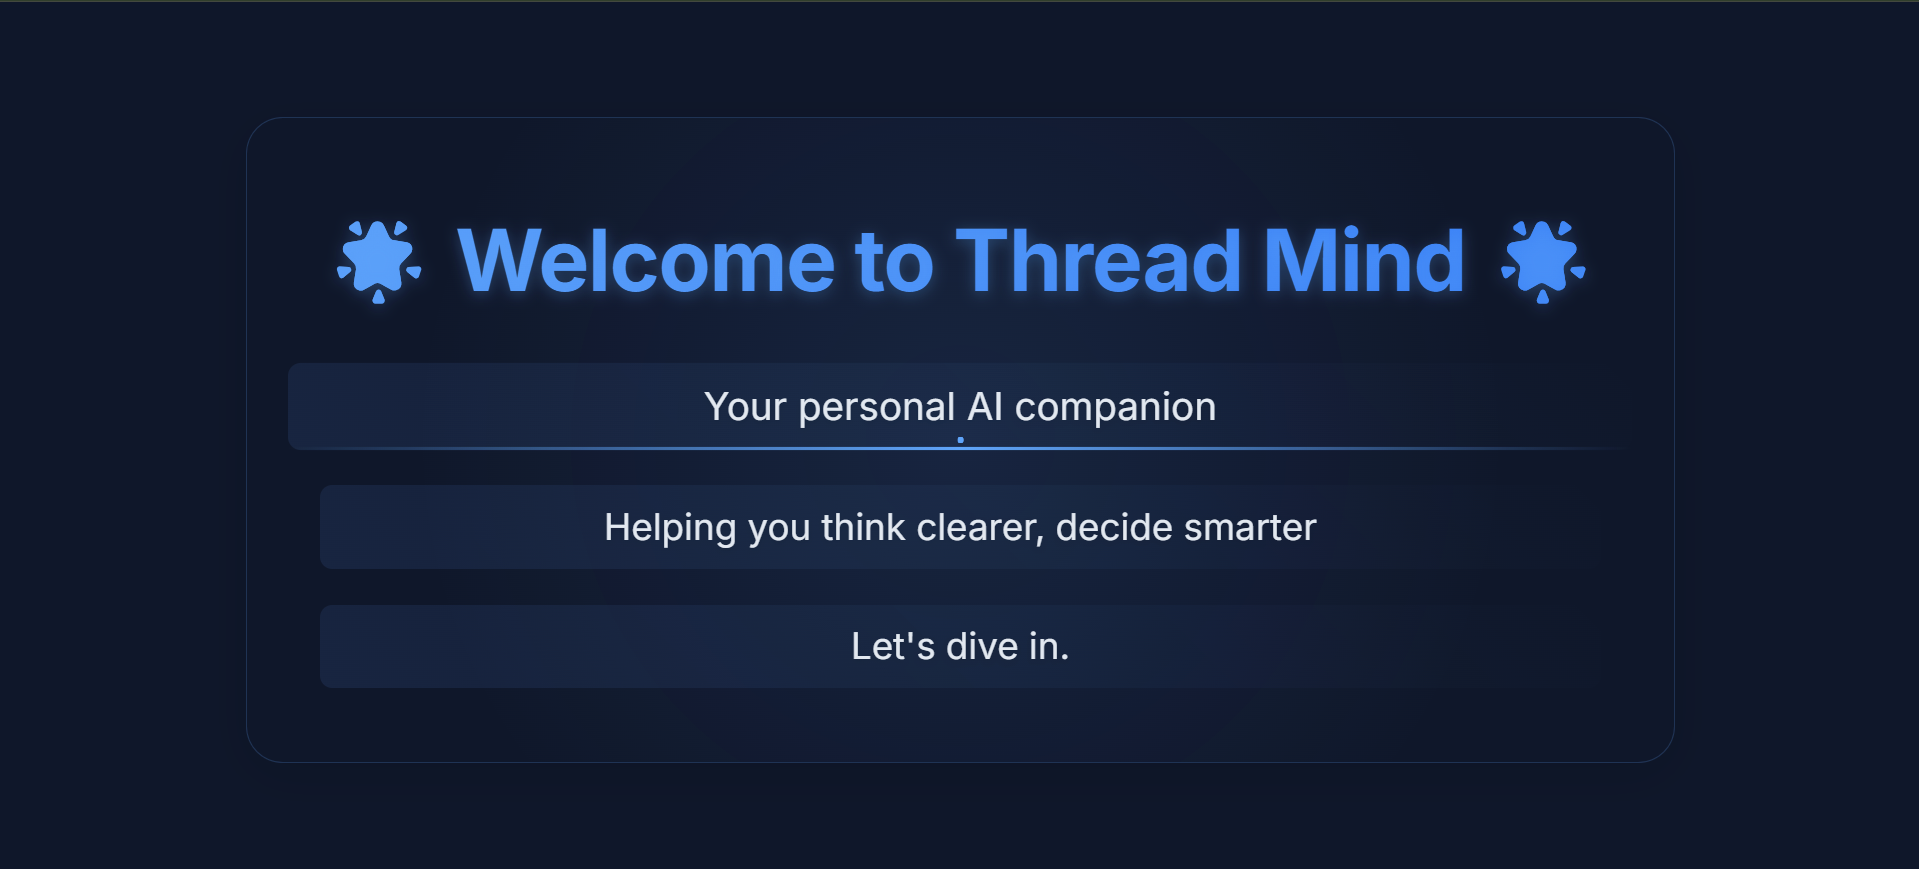 🌟 Welcome to Thread Mind 🌟
Your personal AI companion
Helping you think clearer, decide smarter
Let's dive in.